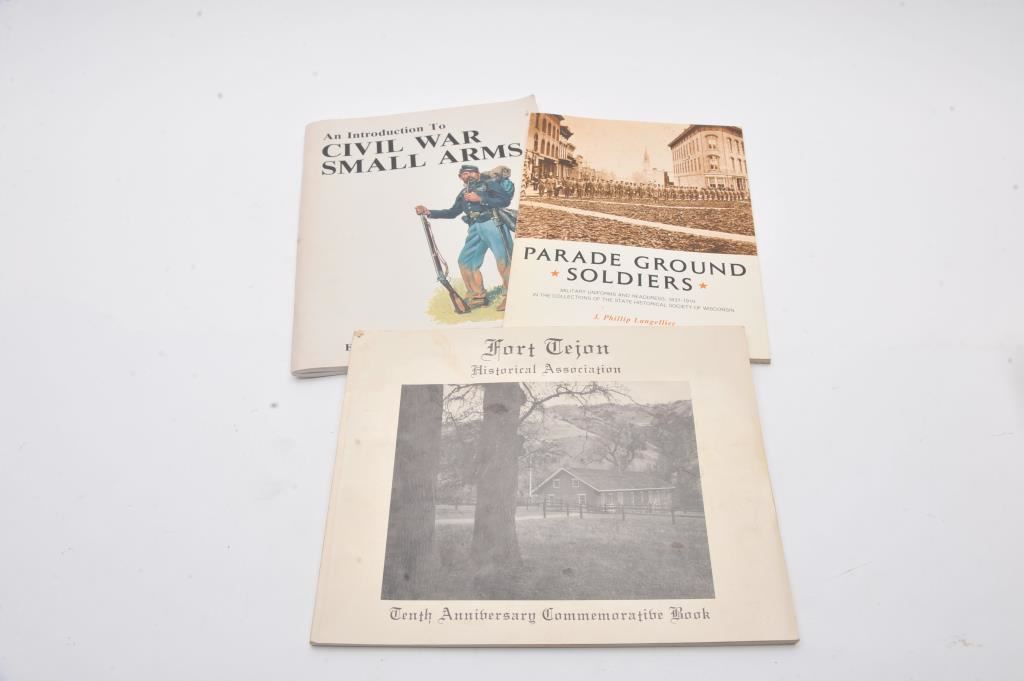 An Introduction To
CIVIL WAR
SMALL ARMS
PARADE GROUND
SOLDIERS
MILITARY UNIFORMS AND HEADDRESS, 1837-1910
IN THE COLLECTIONS OF THE STATE HISTORICAL SOCIETY OF WISCONSIN
J. Phillip Langellier
Fort Tejon
Historical Association
Tenth Anniversary Commemorative Book